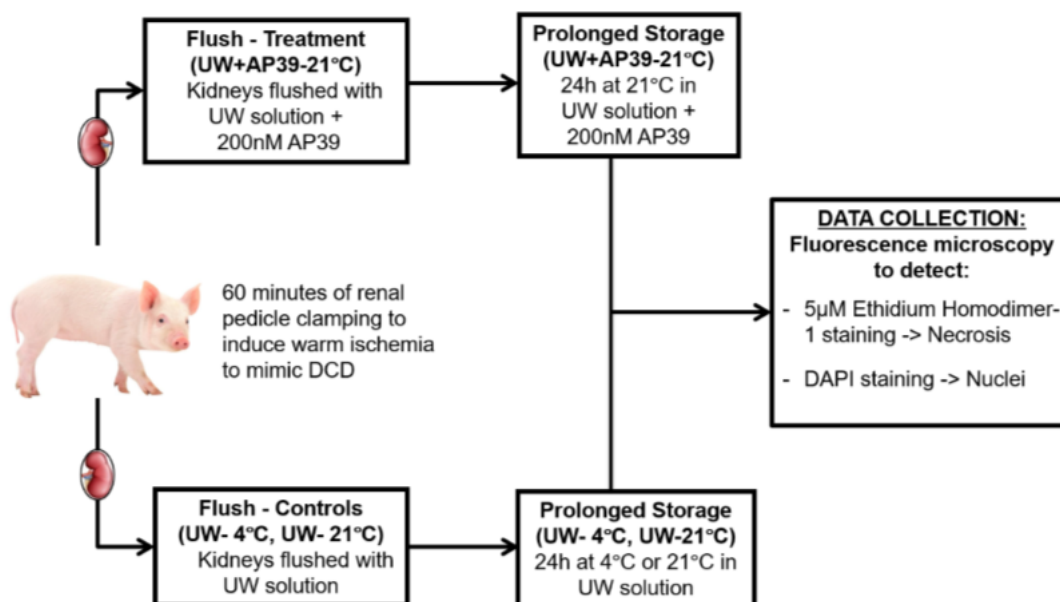 Flush - Treatment
(UW+AP39-21°C)
Kidneys flushed with
UW solution +
200nM AP39
Prolonged Storage
(UW+AP39-21°C)
24h at 21°C in
UW solution +
200nM AP39
DATA COLLECTION:
Fluorescence microscopy
to detect:
- 5µM Ethidium Homodimer-
1 staining -> Necrosis
- DAPI staining -> Nuclei
60 minutes of renal
pedicle clamping to
induce warm ischemia
to mimic DCD
Flush - Controls
(UW- 4°C, UW- 21°C)
Kidneys flushed with
UW solution
Prolonged Storage
(UW- 4°C, UW-21°C)
24h at 4°C or 21°C in
UW solution